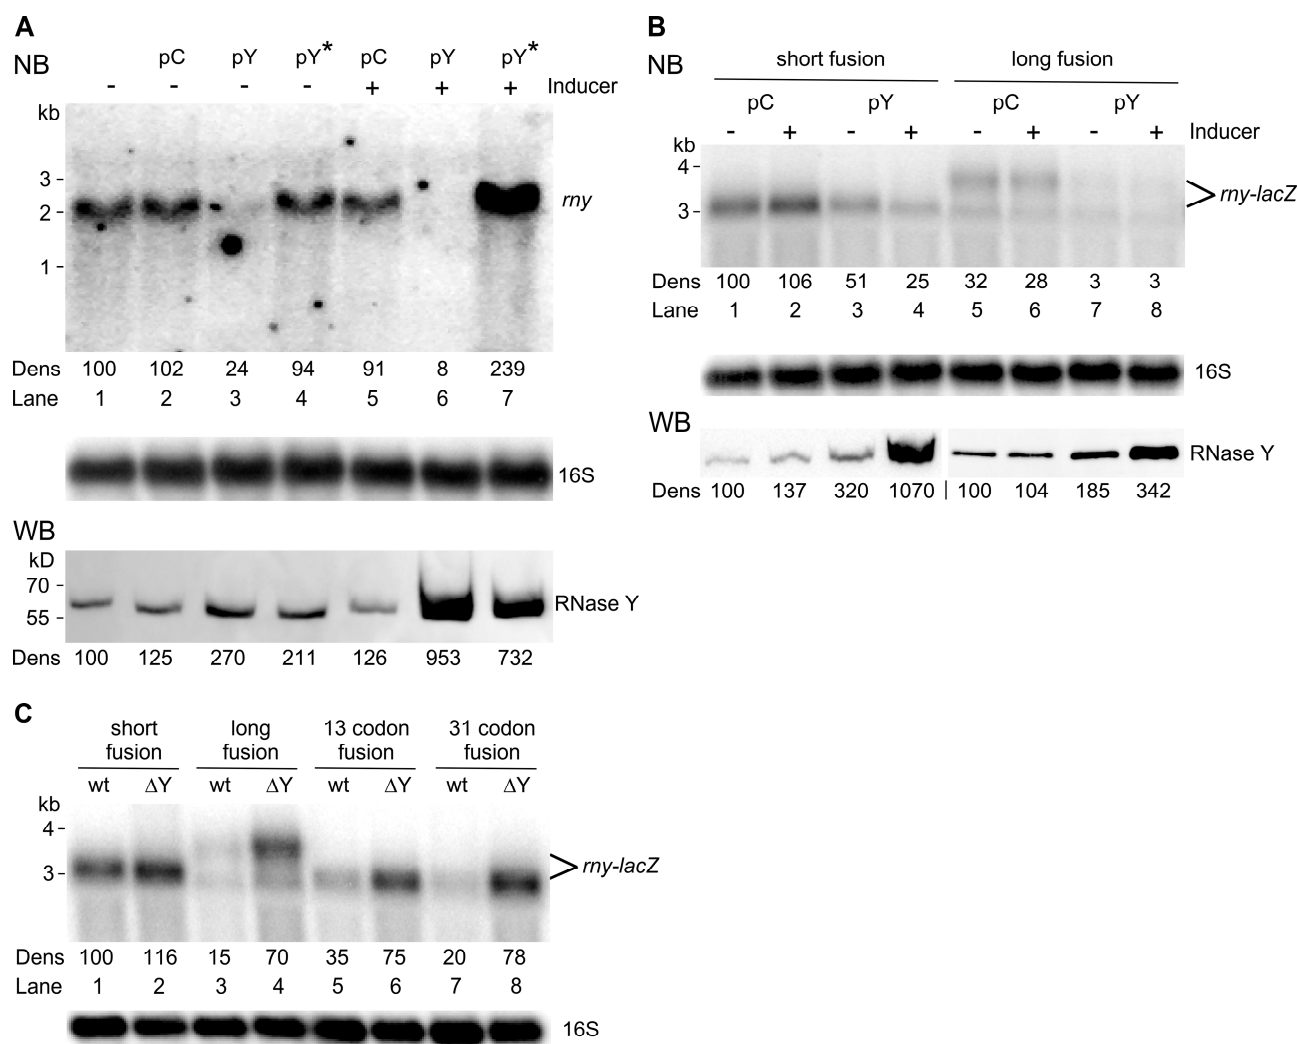 A
NB
pC pY pY* pC pY pY*
- - - - + + + Inducer
kb
3
2
1
rny
Dens 100 102 24 94 91 8 239
Lane 1 2 3 4 5 6 7
16S
WB
kD
70
55
RNase Y
Dens 100 125 270 211 126 953 732
B
NB
short fusion long fusion
pC pY pC pY
- + - + - + - + Inducer
kb
4
3
rny-lacZ
Dens 100 106 51 25 32 28 3 3
Lane 1 2 3 4 5 6 7 8
16S
WB
RNase Y
Dens 100 137 320 1070 | 100 104 185 342
C
short long 13 codon 31 codon
fusion fusion fusion fusion
wt ΔY wt ΔY wt ΔY wt ΔY
kb
4
3
rny-lacZ
Dens 100 116 15 70 35 75 20 78
Lane 1 2 3 4 5 6 7 8
16S